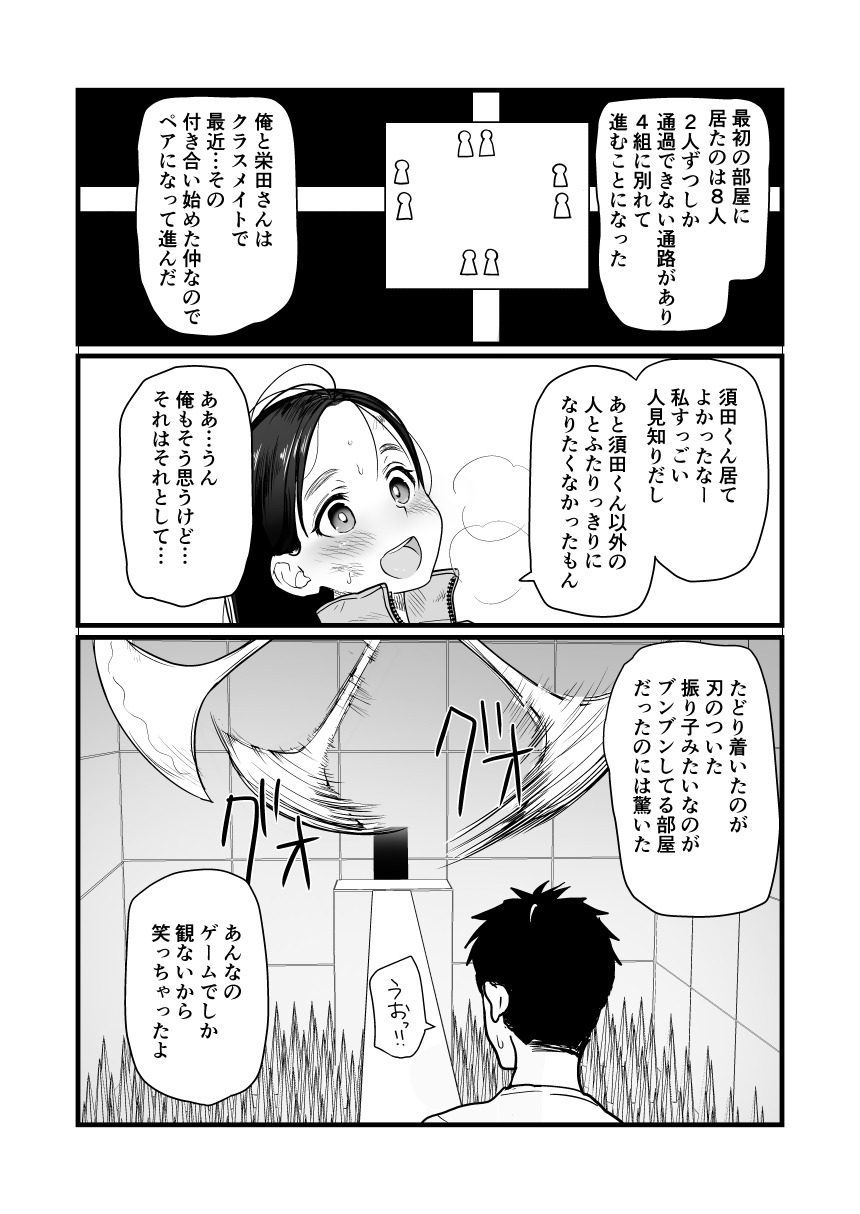 最初の部屋に
居たのは８人
２人ずつしか
通過できない通路があり
４組に別れて
進むことになった
俺と栄田さんは
クラスメイトで
最近…その
付き合い始めた仲なので
ペアになって進んだ
須田くん居て
よかったなー
私すっごい
人見知りだし
あと須田くん以外の
人とふたりっきりに
なりたくなかったもん
ああ…うん
俺もそう思うけど…
それはそれとして…
たどり着いたのが
刃のついた
振り子みたいなのが
ブンブンしてる部屋
だったのには驚いた
グオ
グオ
うおっ!!
あんなの
ゲームでしか
観ないから
笑っちゃったよ